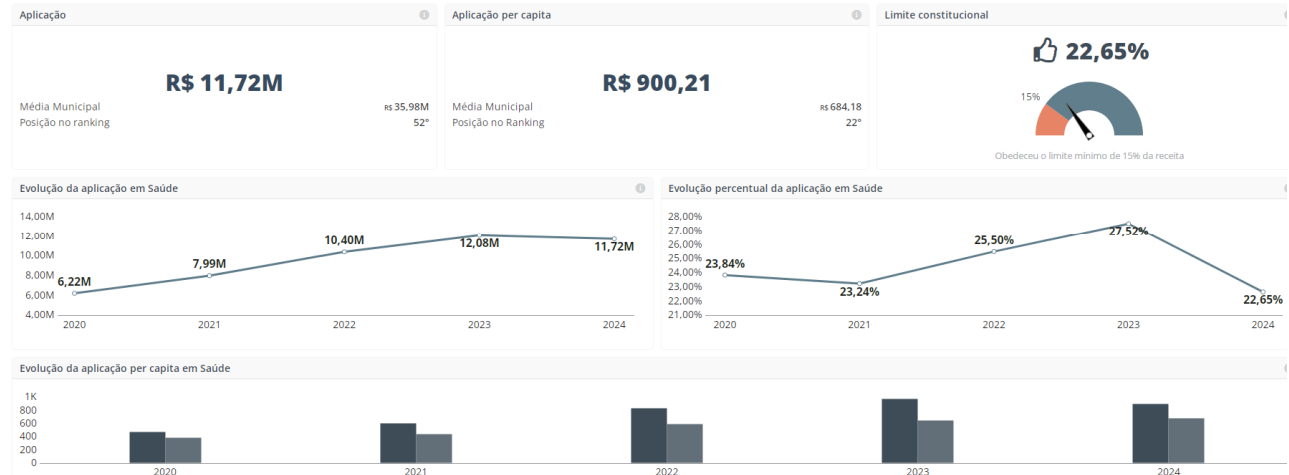 Aplicação
R$ 11,72M
Média Municipal R$ 35,98M
Posição no ranking 52°
Aplicação per capita
R$ 900,21
Média Municipal R$ 684,18
Posição no Ranking 22°
Limite constitucional
22,65%
15%
Obedeceu o limite mínimo de 15% da receita
Evolução da aplicação em Saúde
14,00M
12,00M
10,00M
8,00M
6,00M
4,00M
6,22M
7,99M
10,40M
12,08M
11,72M
2020 2021 2022 2023 2024
Evolução percentual da aplicação em Saúde
28,00%
27,00%
26,00%
25,00%
24,00%
23,00%
22,00%
21,00%
23,84%
23,24%
25,50%
27,52%
22,65%
2020 2021 2022 2023 2024
Evolução da aplicação per capita em Saúde
1K
800
600
400
200
0
2020 2021 2022 2023 2024